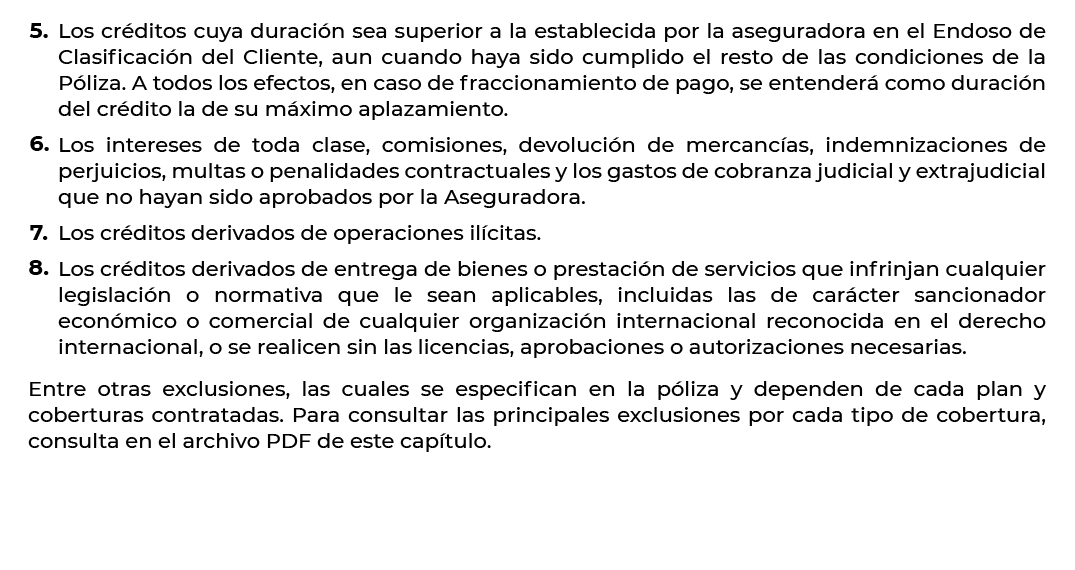 5. Los créditos cuya duración sea superior a la establecida por la aseguradora en el Endoso de
Clasificación del Cliente, aun cuando haya sido cumplido el resto de las condiciones de la
Póliza. A todos los efectos, en caso de fraccionamiento de pago, se entenderá como duración
del crédito la de su máximo aplazamiento.
6. Los intereses de toda clase, comisiones, devolución de mercancías, indemnizaciones de
perjuicios, multas o penalidades contractuales y los gastos de cobranza judicial y extrajudicial
que no hayan sido aprobados por la Aseguradora.
7. Los créditos derivados de operaciones ilícitas.
8. Los créditos derivados de entrega de bienes o prestación de servicios que infrinjan cualquier
legislación o normativa que le sean aplicables, incluidas las de carácter sancionador
económico o comercial de cualquier organización internacional reconocida en el derecho
internacional, o se realicen sin las licencias, aprobaciones o autorizaciones necesarias.
Entre otras exclusiones, las cuales se especifican en la póliza y dependen de cada plan y
coberturas contratadas. Para consultar las principales exclusiones por cada tipo de cobertura,
consulta en el archivo PDF de este capítulo.